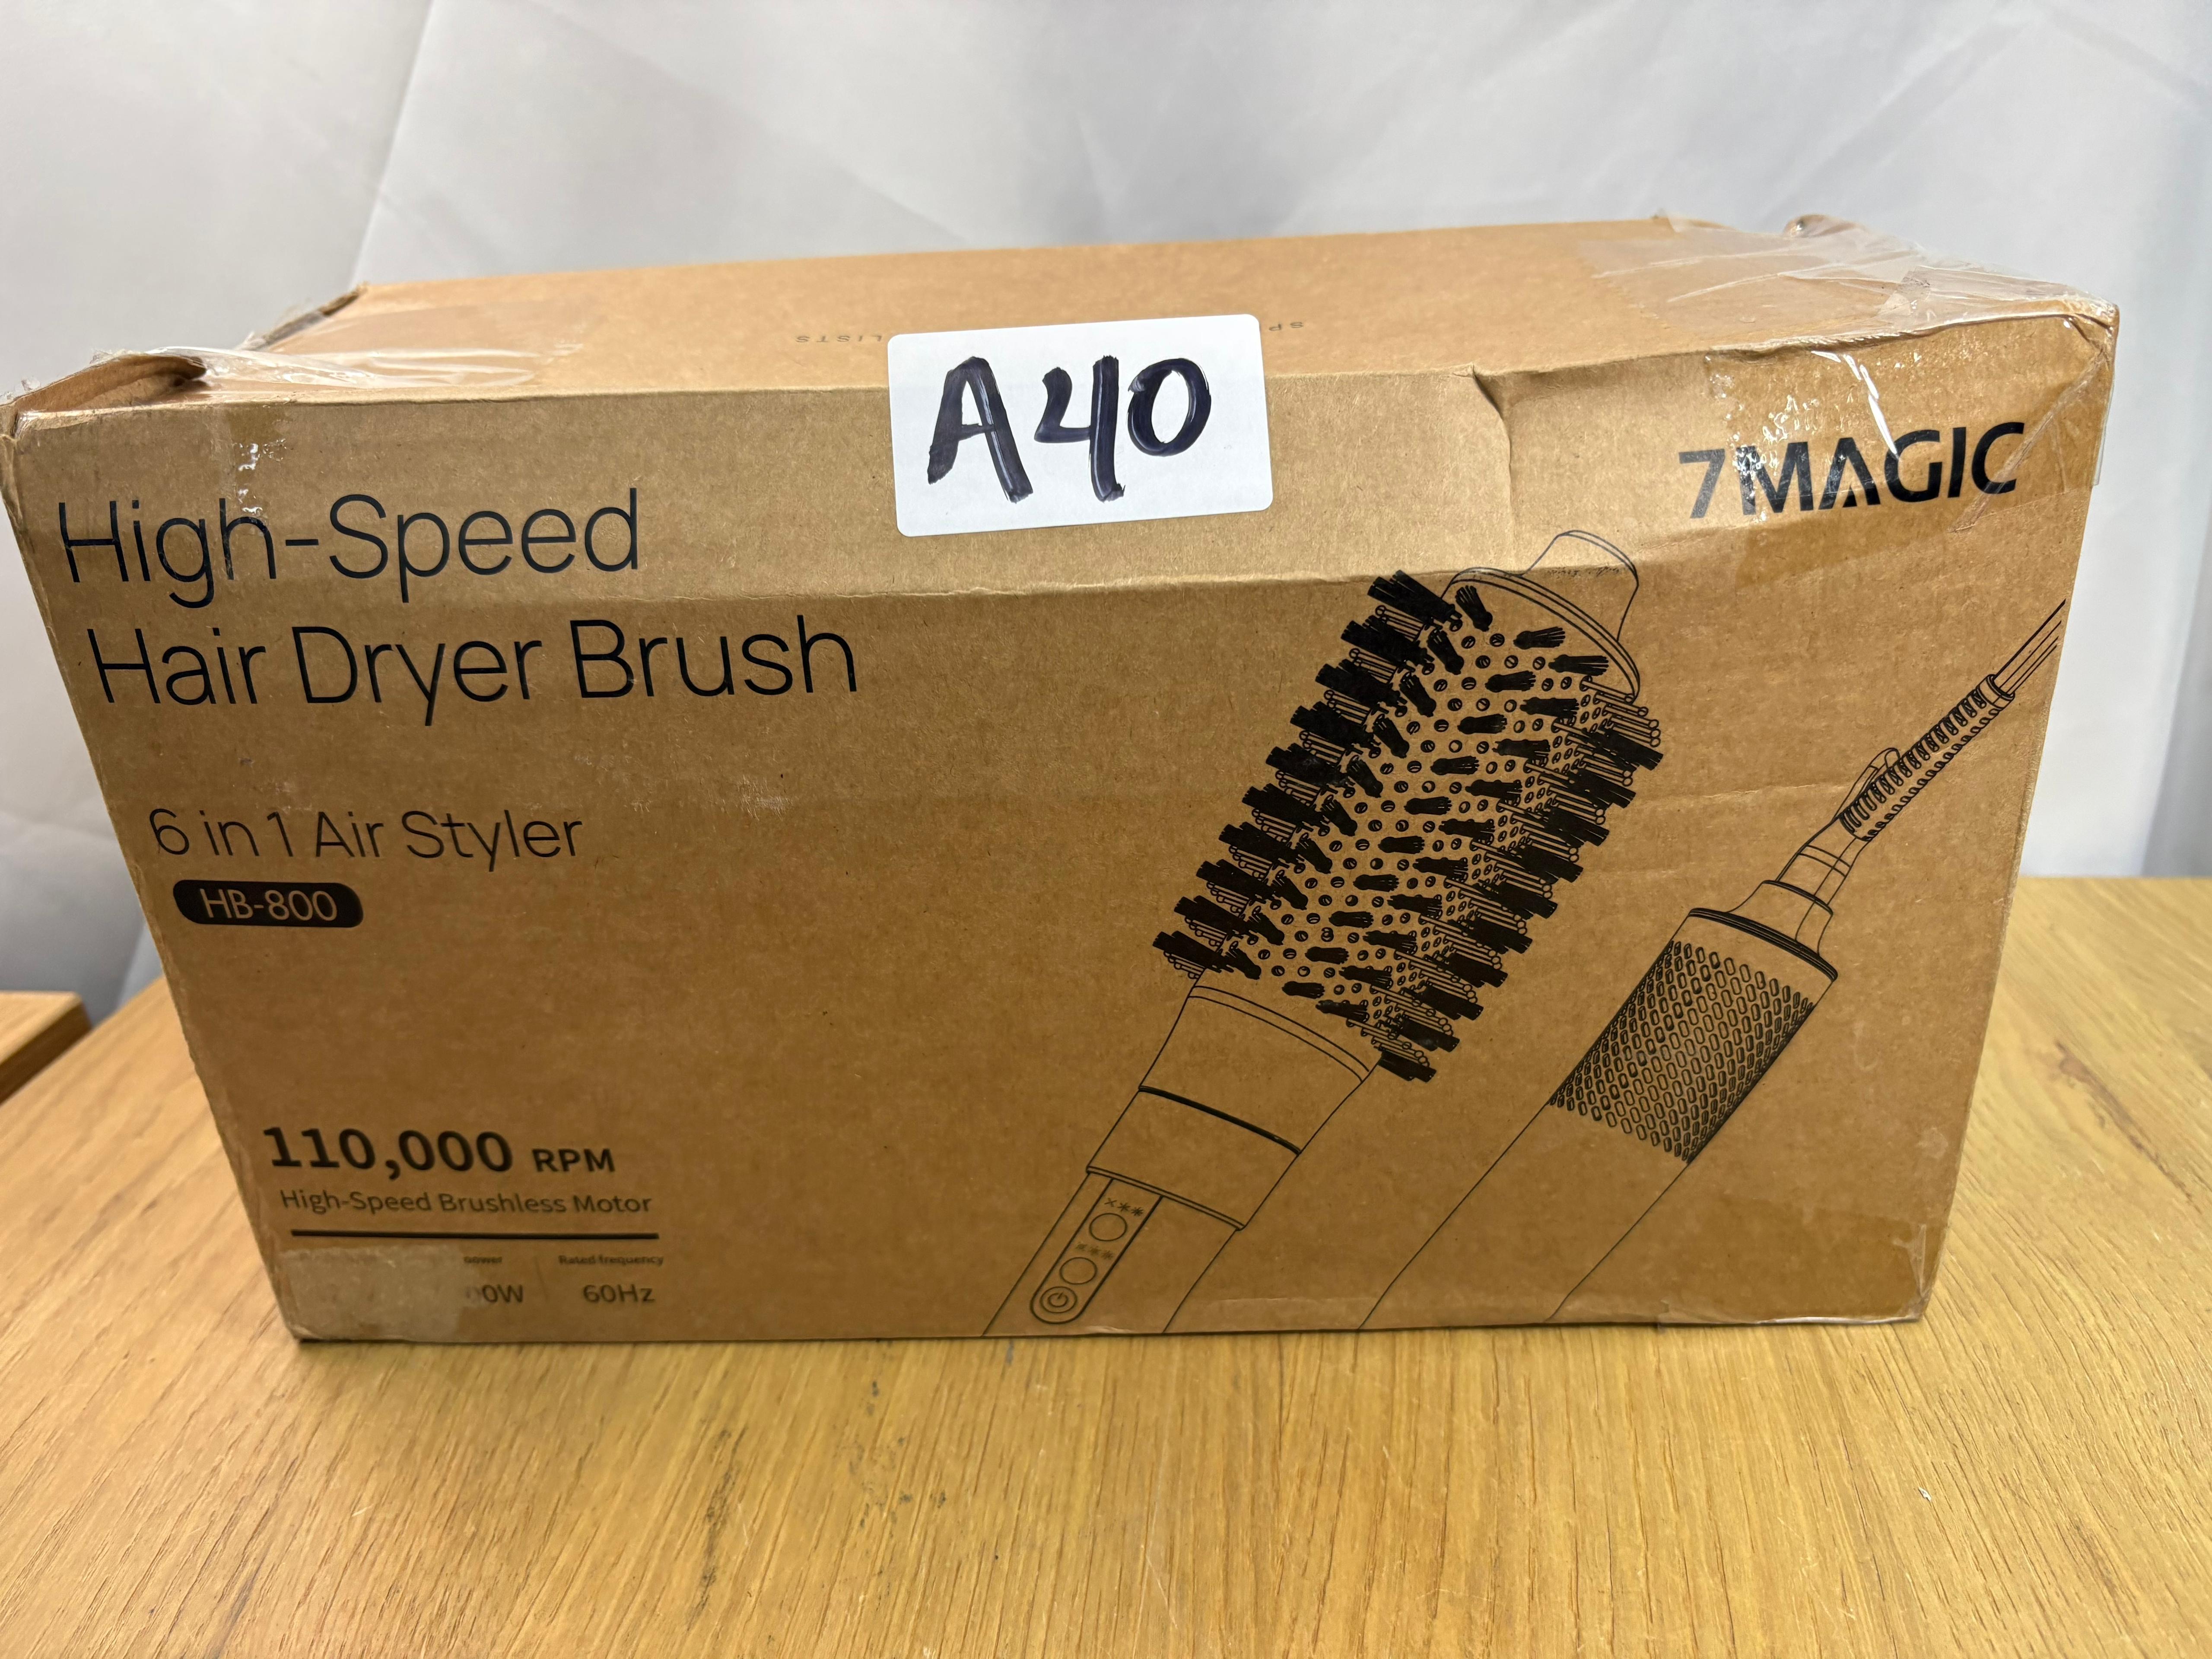 A40
7MAGIC
High-Speed
Hair Dryer Brush
6 in 1 Air Styler
HB-800
110,000 RPM
High-Speed Brushless Motor
power Rated frequency
60Hz